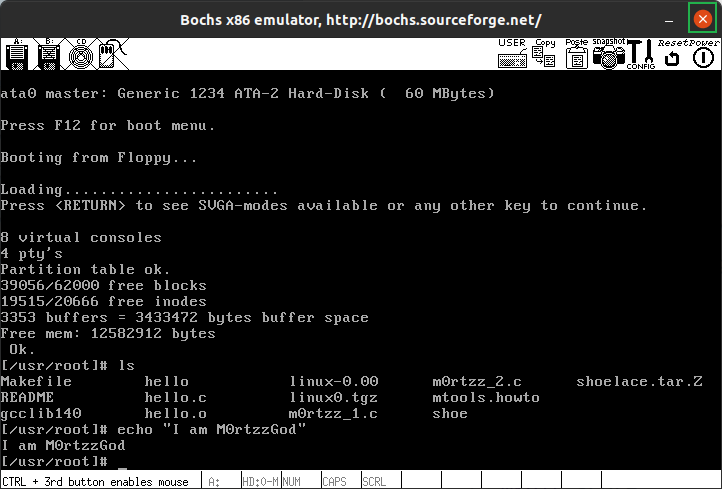 Bochs x86 emulator, http://bochs.sourceforge.net/
A: B: CD USER Copy Paste snapshot CONFIG Reset Power
ata0 master: Generic 1234 ATA-2 Hard-Disk (  60 MBytes)
Press F12 for boot menu.
Booting from Floppy...
Loading........................
Press <RETURN> to see SVGA-modes available or any other key to continue.
8 virtual consoles
4 pty's
Partition table ok.
39056/62000 free blocks
19515/20666 free inodes
3353 buffers = 3433472 bytes buffer space
Free mem: 12582912 bytes
 Ok.
[/usr/root]# ls
Makefile        hello           linux-0.00      m0rtzz_2.c      shoelace.tar.Z
README          hello.c         linux0.tgz      mtools.howto
gcclib140       hello.o         m0rtzz_1.c      shoe
[/usr/root]# echo "I am M0rtzzGod"
I am M0rtzzGod
[/usr/root]# _
CTRL + 3rd button enables mouse A: HD:0-M NUM CAPS SCRL